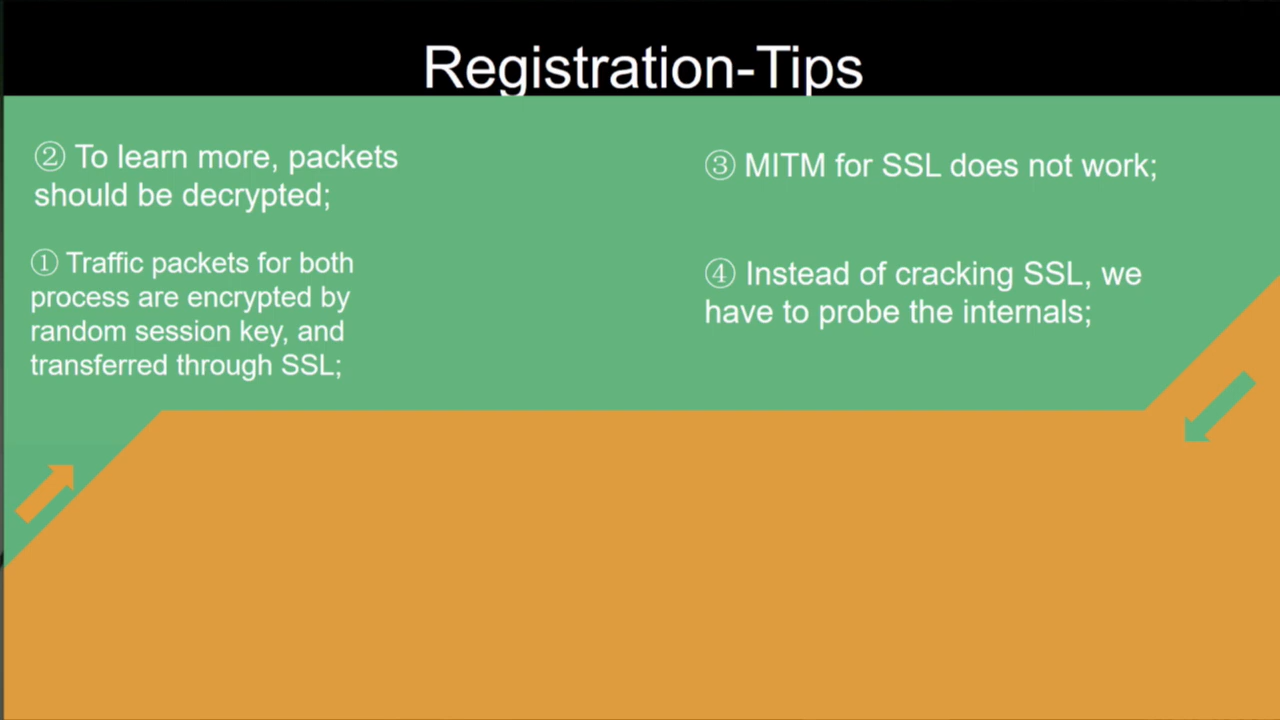 Registration-Tips
② To learn more, packets
should be decrypted;
① Traffic packets for both
process are encrypted by
random session key, and
transferred through SSL;
③ MITM for SSL does not work;
④ Instead of cracking SSL, we
have to probe the internals;